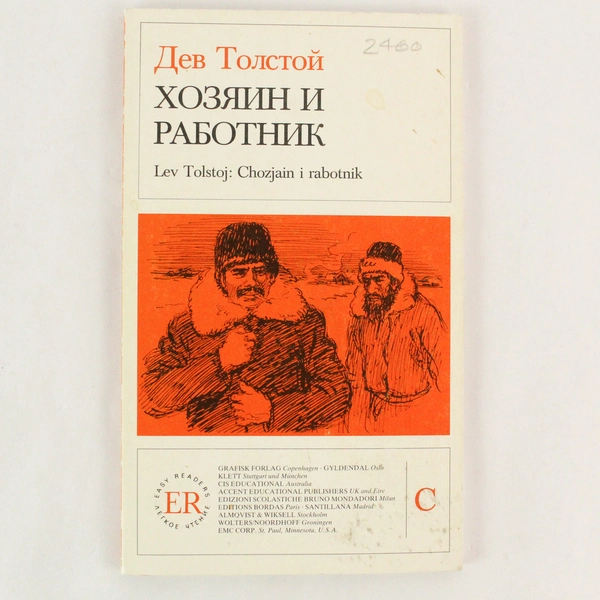 Дев Толстой
2400
ХОЗЯИН И
РАБОТНИК
Lev Tolstoj: Chozjain i rabotnik
EASY READERS
ER
ЛЕГКОЕ ЧТЕНИЕ
GRAFISK FORLAG Copenhagen · GYLDENDAL Oslo
KLETT Stuttgart und München
CIS EDUCATIONAL Australia
ACCENT EDUCATIONAL PUBLISHERS UK and Eire
EDIZIONI SCOLASTICHE BRUNO MONDADORI Milan
EDITIONS BORDAS Paris · SANTILLANA Madrid
ALMQVIST & WIKSELL Stockholm
WOLTERS/NOORDHOFF Groningen
EMC CORP. St. Paul, Minnesota, U.S.A.
C